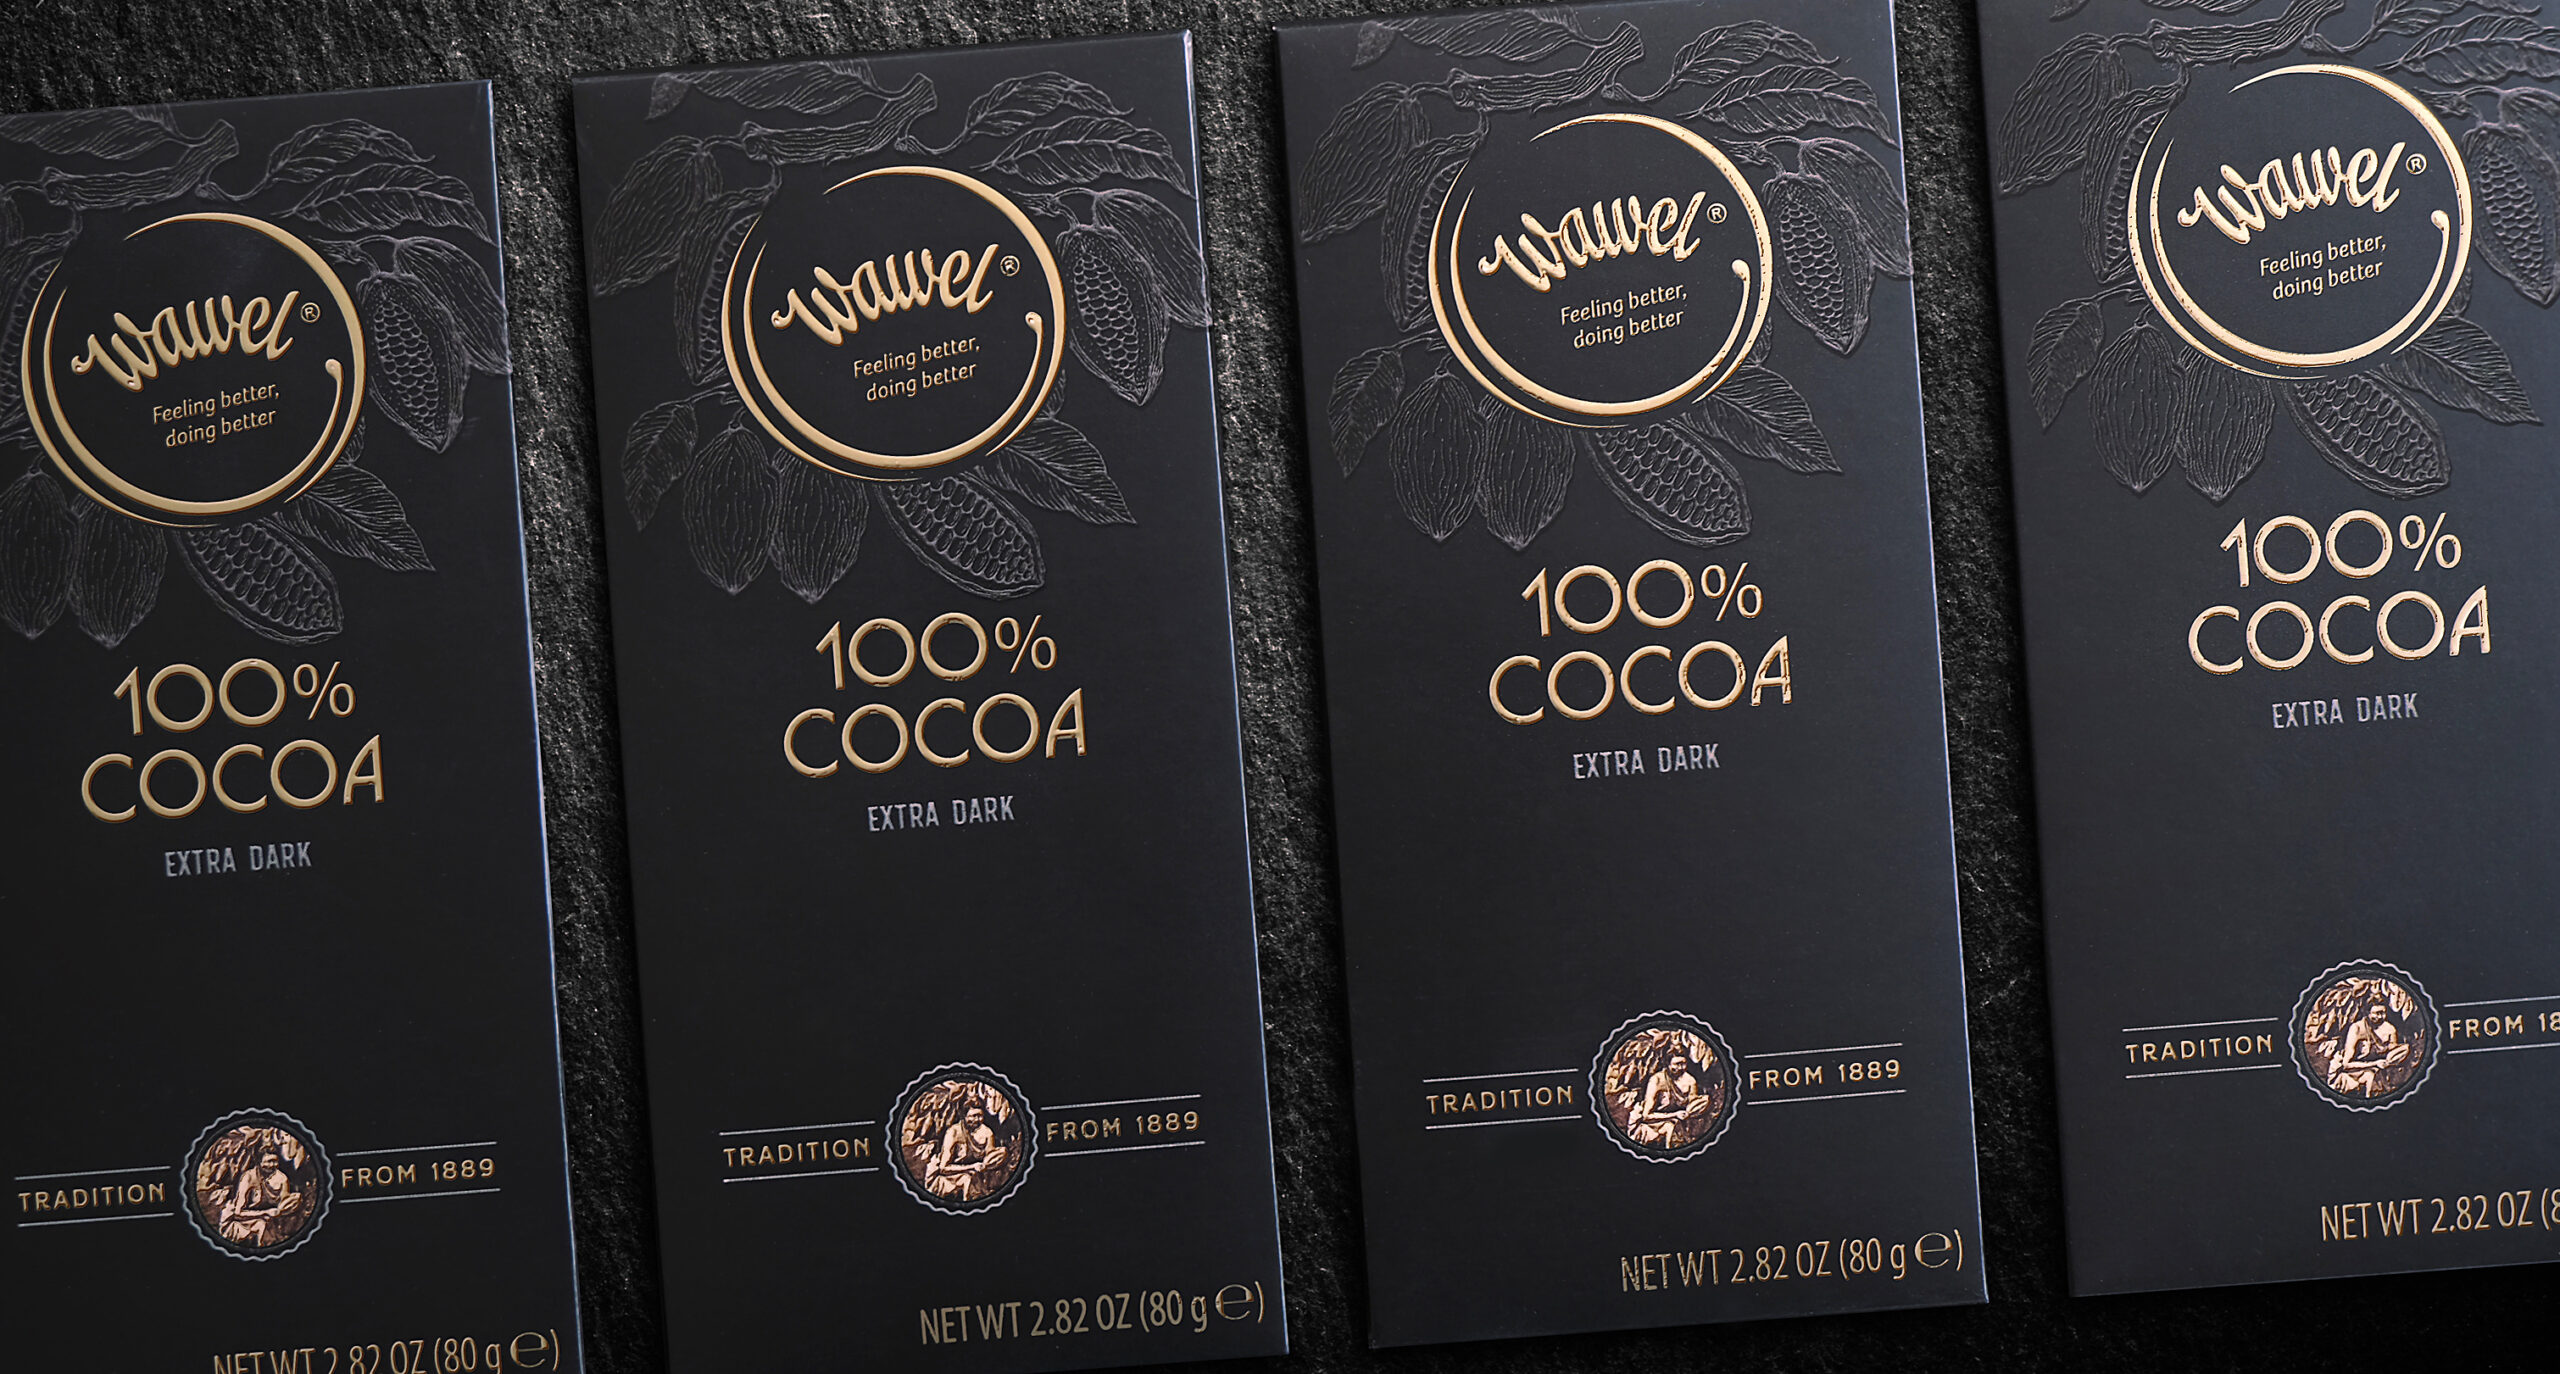 wawel®
Feeling better,
doing better
100%
COCOA
EXTRA DARK
TRADITION FROM 1889
NET WT 2.82 OZ (80 g ℮)
wawel®
Feeling better,
doing better
100%
COCOA
EXTRA DARK
TRADITION FROM 1889
NET WT 2.82 OZ (80 g ℮)
wawel®
Feeling better,
doing better
100%
COCOA
EXTRA DARK
TRADITION FROM 1889
NET WT 2.82 OZ (80 g ℮)
wawel®
Feeling better,
doing better
100%
COCOA
EXTRA DARK
TRADITION FROM 18
NET WT 2.82 OZ (8